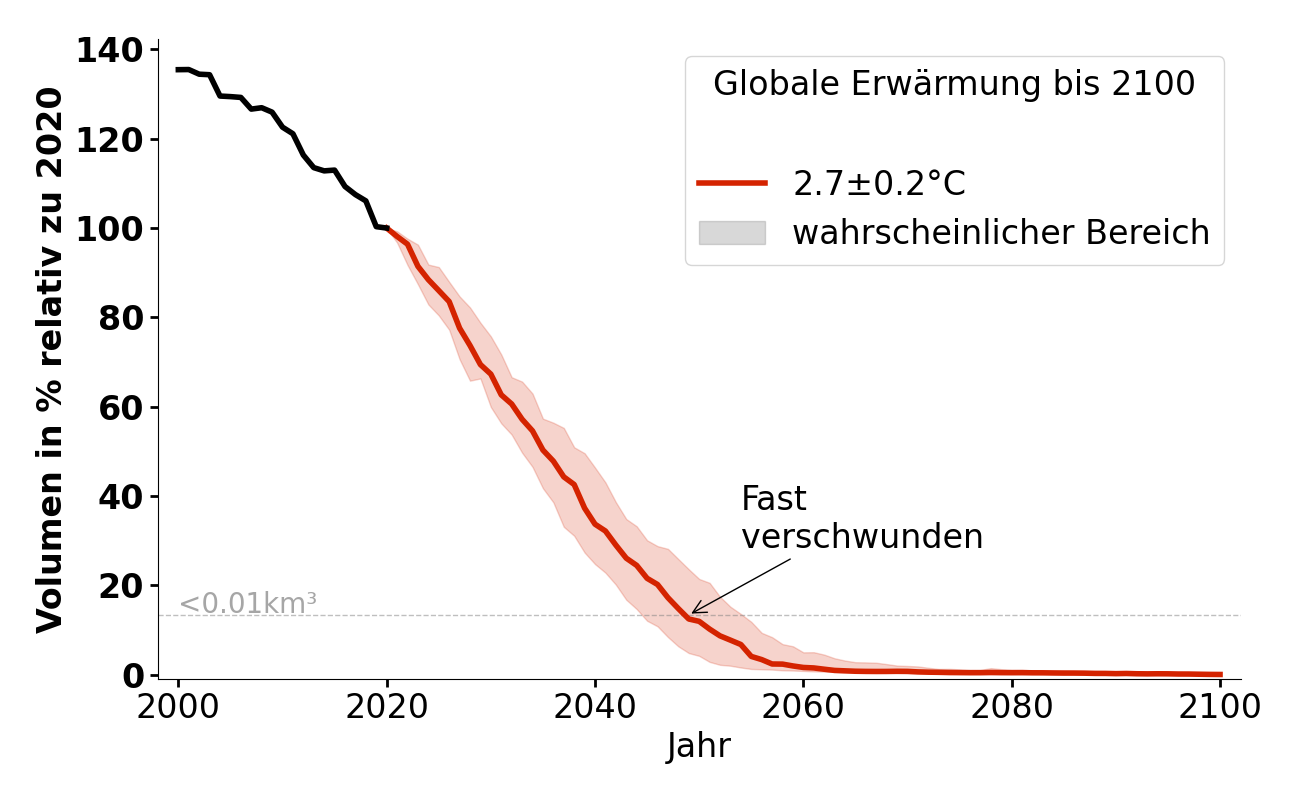 Volumen in % relativ zu 2020
140
120
100
80
60
40
20
0
Globale Erwärmung bis 2100
2.7±0.2°C
wahrscheinlicher Bereich
Fast
verschwunden
<0.01km³
2000 2020 2040 2060 2080 2100
Jahr